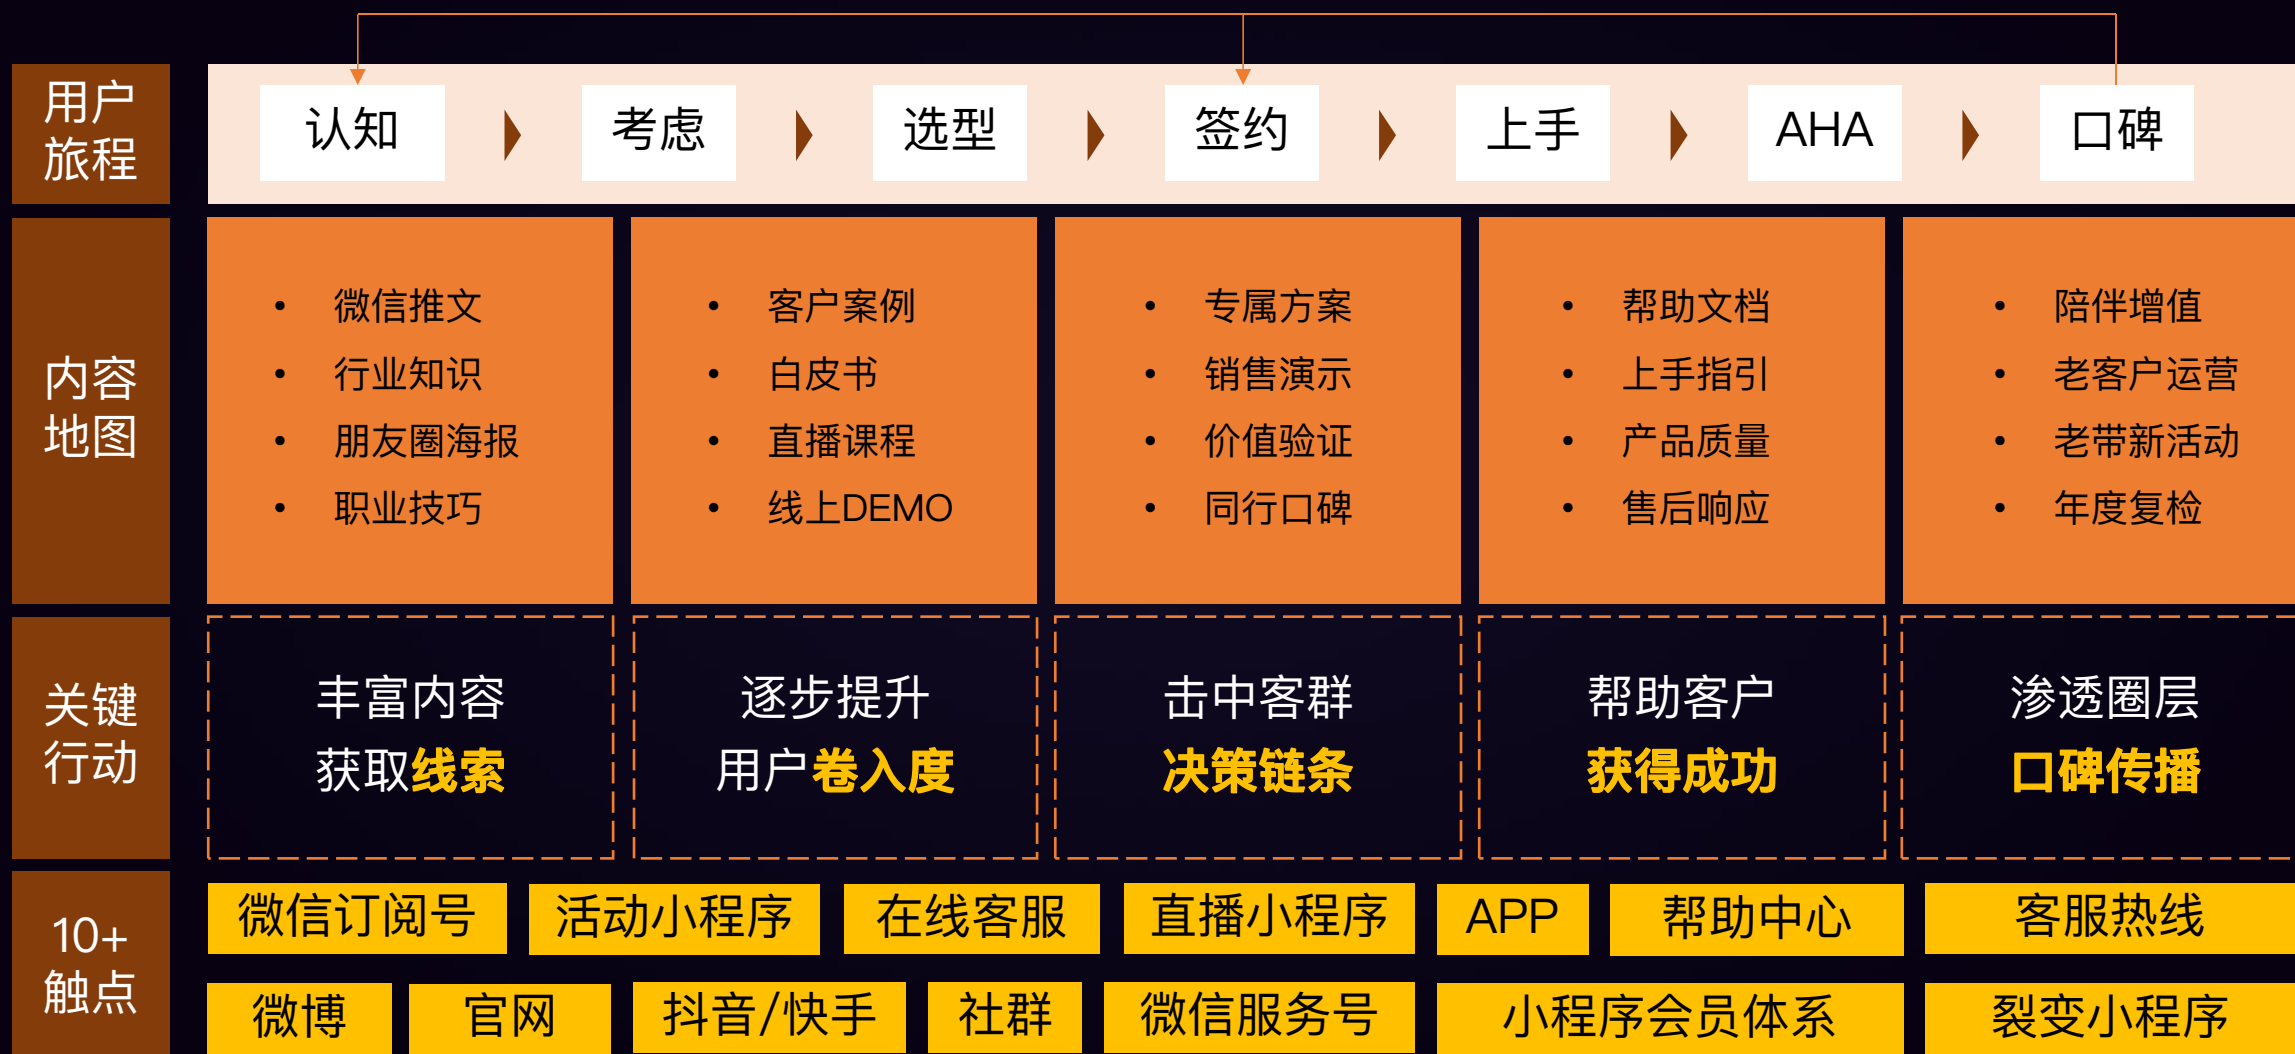 用户
旅程
认知
考虑
选型
签约
上手
AHA
口碑
内容
地图
• 微信推文
• 行业知识
• 朋友圈海报
• 职业技巧
• 客户案例
• 白皮书
• 直播课程
• 线上DEMO
• 专属方案
• 销售演示
• 价值验证
• 同行口碑
• 帮助文档
• 上手指引
• 产品质量
• 售后响应
• 陪伴增值
• 老客户运营
• 老带新活动
• 年度复检
关键
行动
丰富内容
获取线索
逐步提升
用户卷入度
击中客群
决策链条
帮助客户
获得成功
渗透圈层
口碑传播
10+
触点
微信订阅号
活动小程序
在线客服
直播小程序
APP
帮助中心
客服热线
微博
官网
抖音/快手
社群
微信服务号
小程序会员体系
裂变小程序